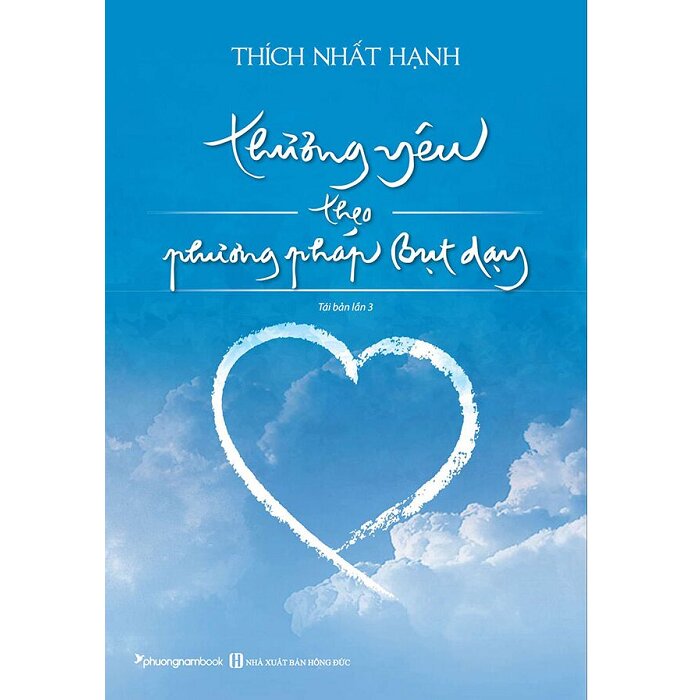 THÍCH NHẤT HẠNH
thương yêu
theo
phương pháp Bụt dạy
Tái bản lần 3
phuongnambook H NHÀ XUẤT BẢN HỒNG ĐỨC